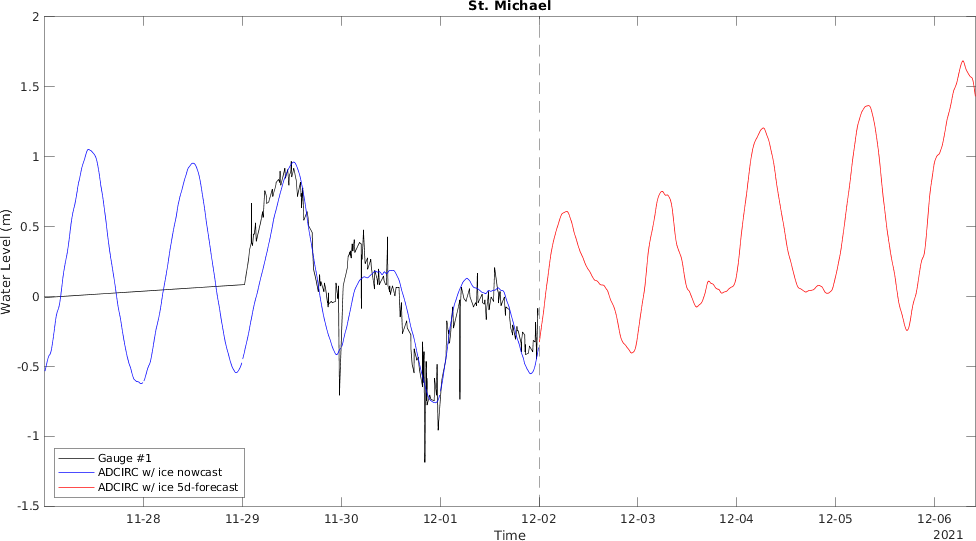 St. Michael
2
1.5
1
0.5
0
-0.5
-1
-1.5
Water Level (m)
Gauge #1
ADCIRC w/ ice nowcast
ADCIRC w/ ice 5d-forecast
11-28 11-29 11-30 12-01 12-02 12-03 12-04 12-05 12-06
Time
2021